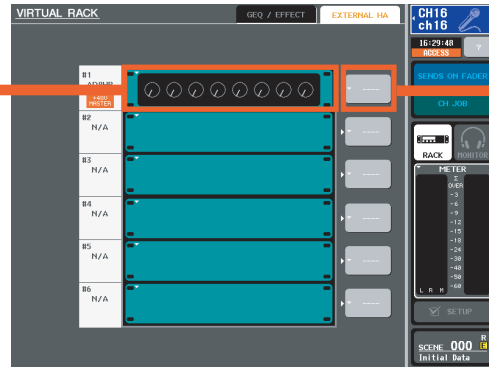 VIRTUAL RACK
GEQ / EFFECT
EXTERNAL HA
CH16
ch16
16:29:48
ACCESS
?
SENDS ON FADER
CH JOB
#1
+48V
MASTER
----
#2
N/A
----
#3
N/A
----
#4
N/A
----
#5
N/A
----
#6
N/A
----
RACK
MONITOR
METER
Σ
OVER
-3
-6
-9
-12
-15
-18
-24
-30
-40
-50
-60
L R M
SETUP
SCENE 000
R
E
Initial Data